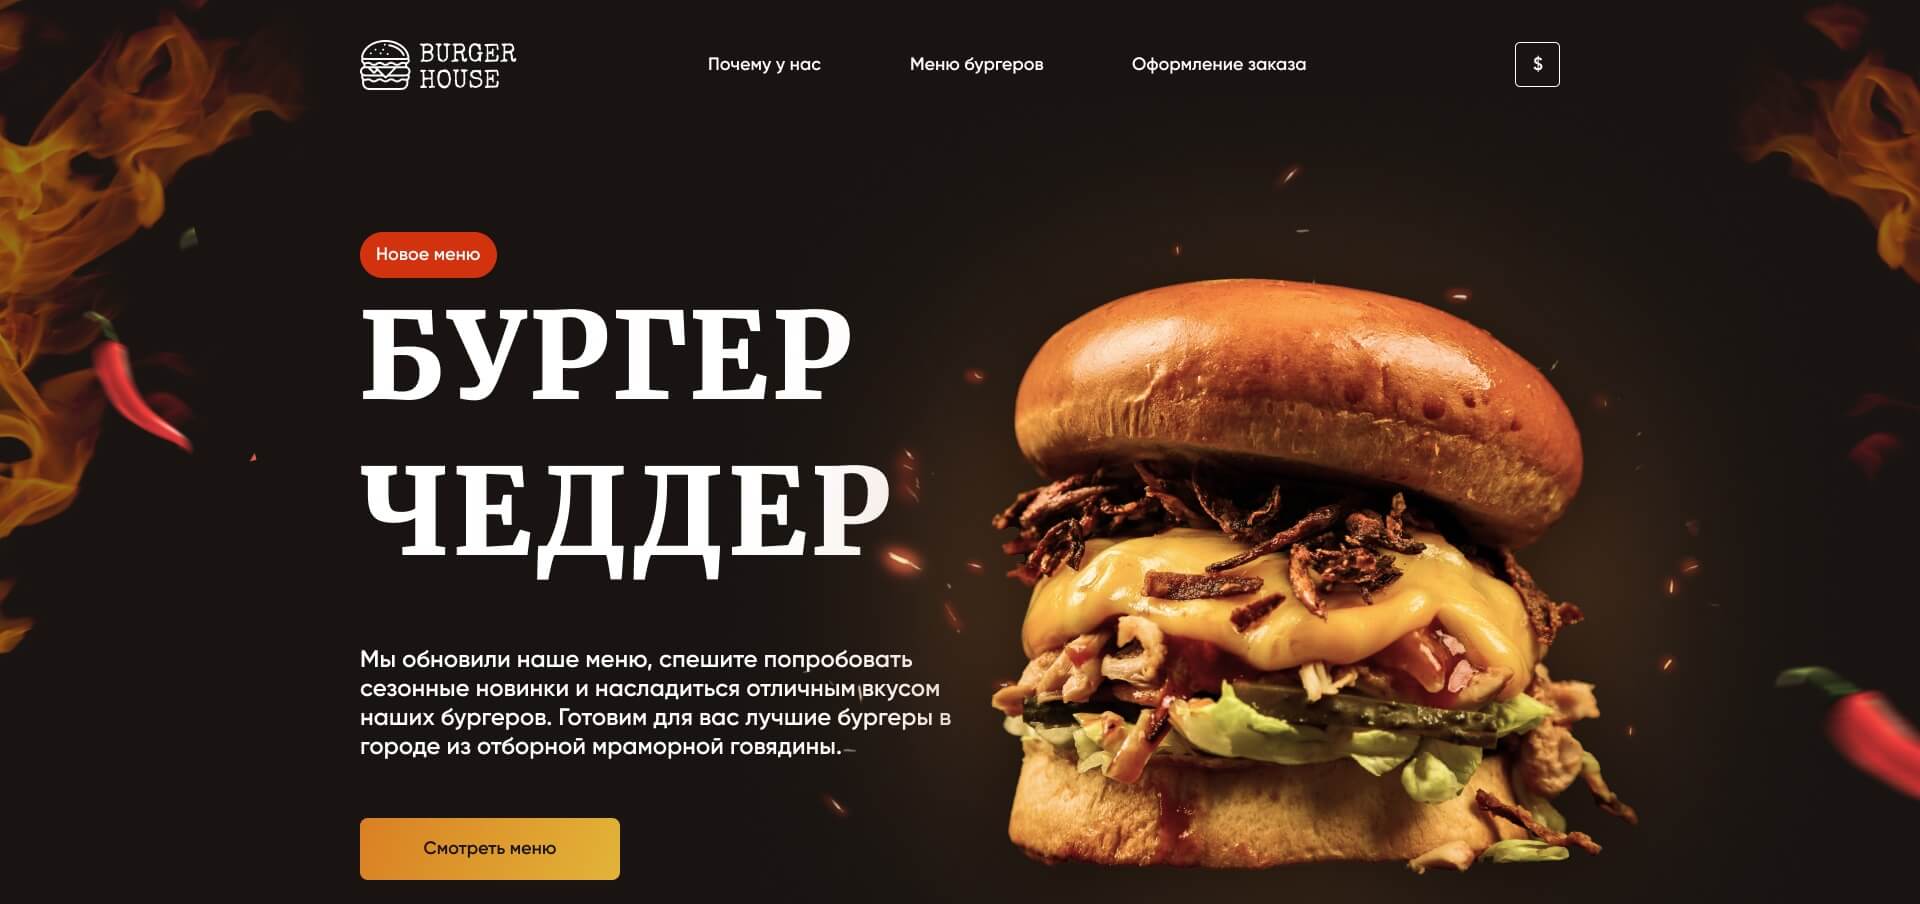 BURGER
HOUSE
Почему у нас
Меню бургеров
Оформление заказа
$
Новое меню
БУРГЕР
ЧЕДДЕР
Мы обновили наше меню, спешите попробовать
сезонные новинки и насладиться отличным вкусом
наших бургеров. Готовим для вас лучшие бургеры в
городе из отборной мраморной говядины.
Смотреть меню